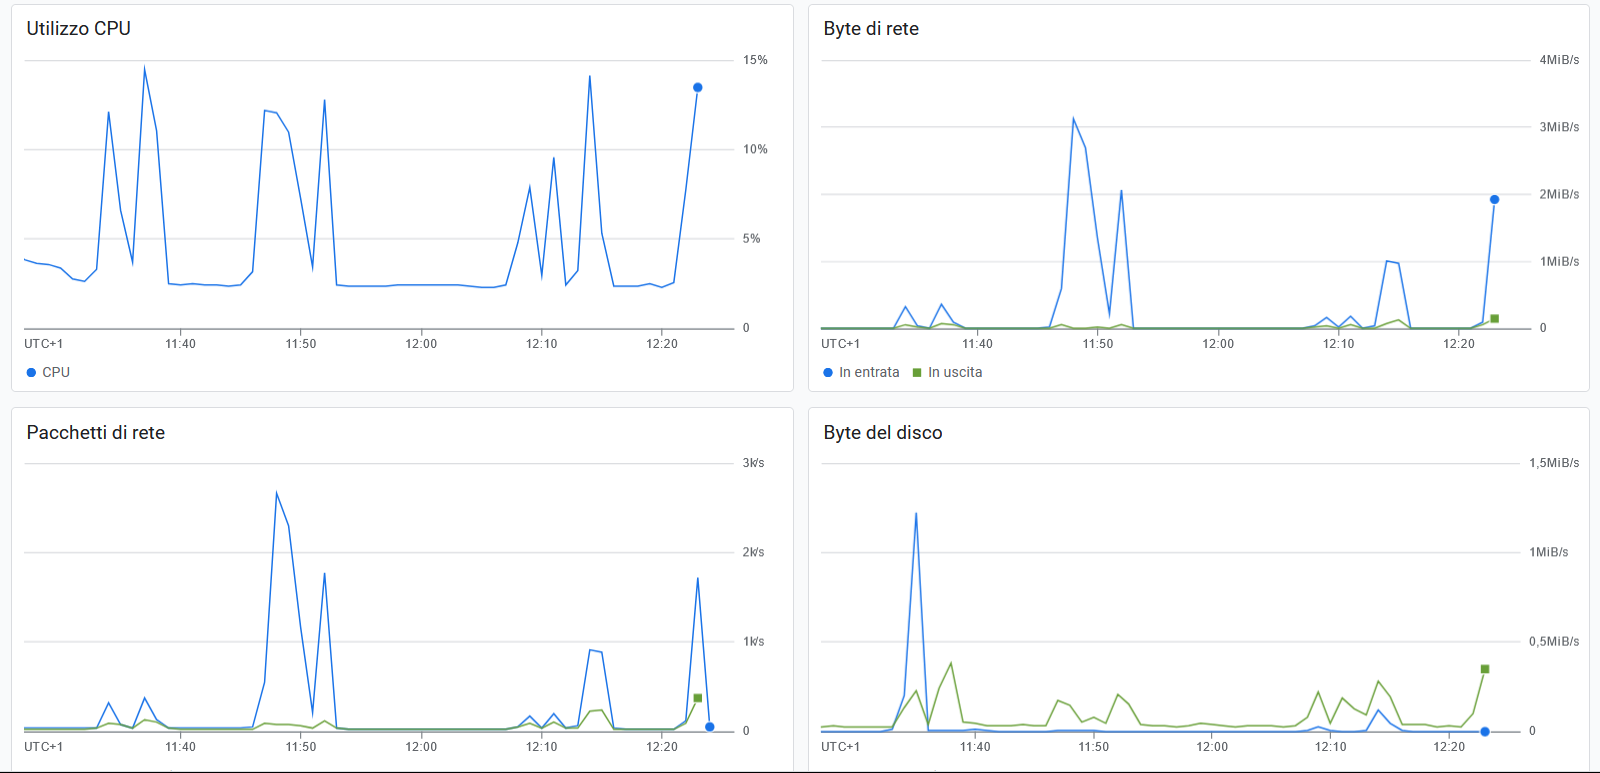 Utilizzo CPU
15%
10%
5%
0
UTC+1 11:40 11:50 12:00 12:10 12:20
CPU
Byte di rete
4MiB/s
3MiB/s
2MiB/s
1MiB/s
0
UTC+1 11:40 11:50 12:00 12:10 12:20
In entrata In uscita
Pacchetti di rete
3k/s
2k/s
1k/s
0
UTC+1 11:40 11:50 12:00 12:10 12:20
Byte del disco
1,5MiB/s
1MiB/s
0,5MiB/s
0
UTC+1 11:40 11:50 12:00 12:10 12:20